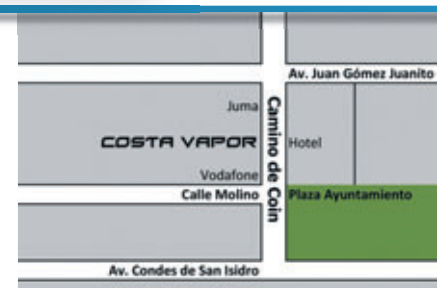 Av. Juan Gómez Juanito
Juma
COSTA VAPOR
Hotel
Vodafone
Camino de Coin
Calle Molino
Plaza Ayuntamiento
Av. Condes de San Isidro